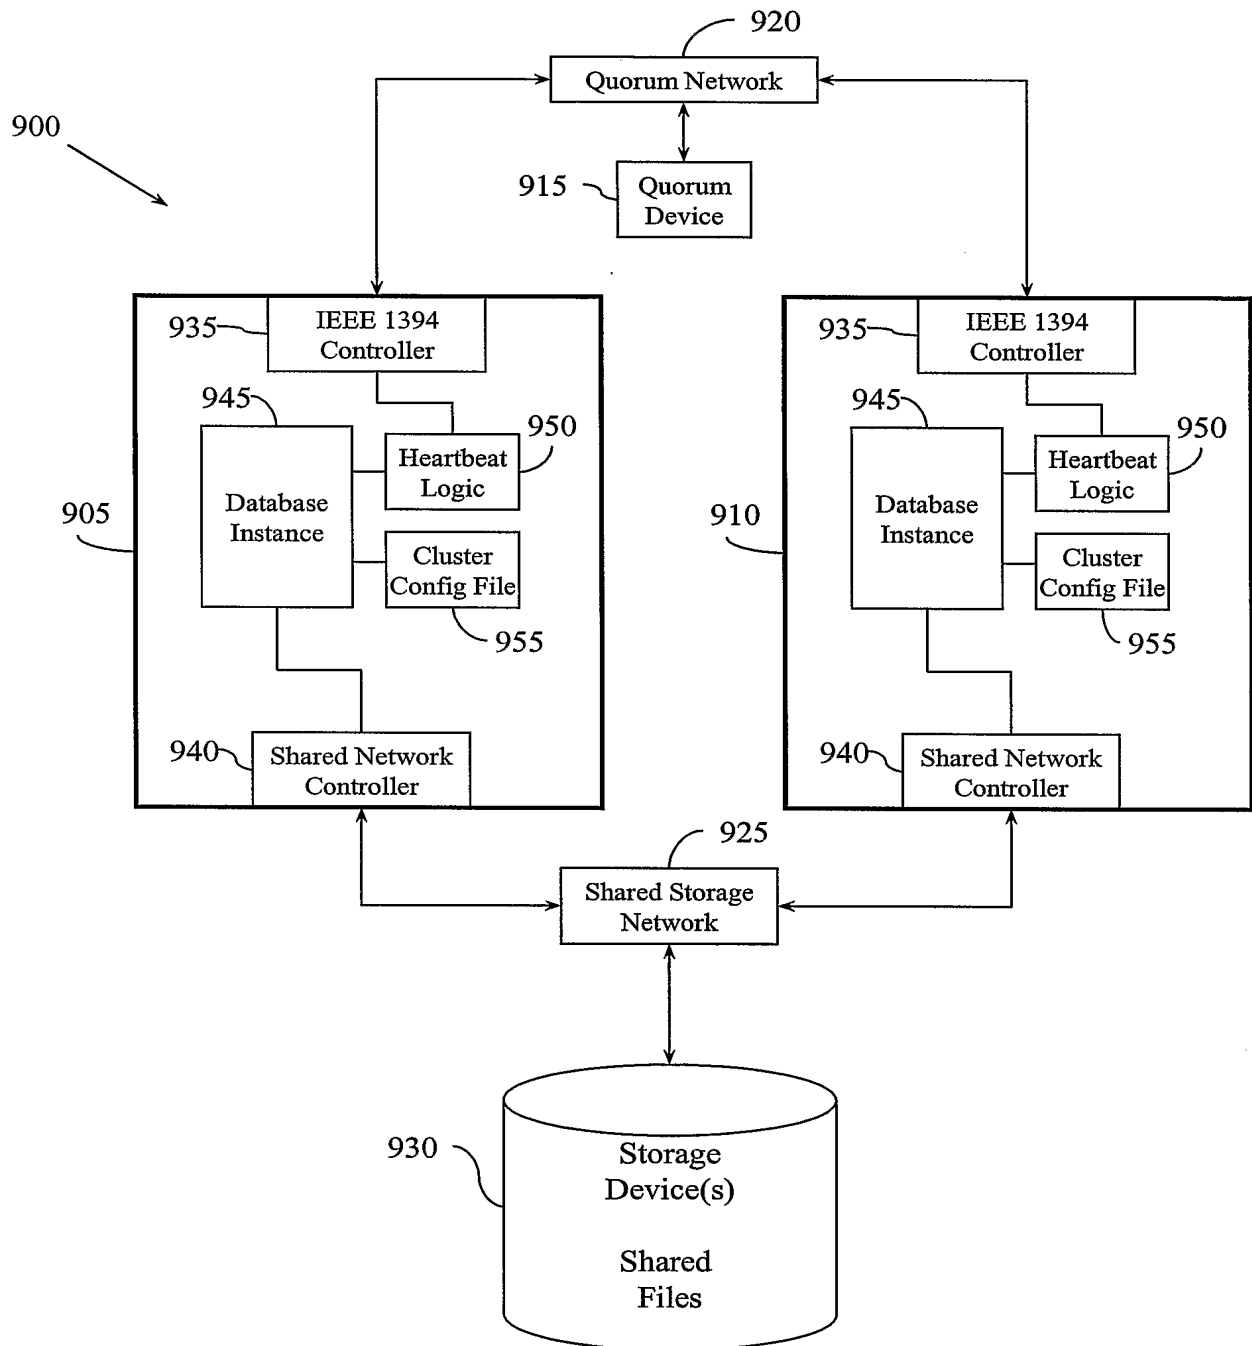 920
Quorum Network
900
915
Quorum
Device
935
IEEE 1394
Controller
945
950
Heartbeat
Logic
905
Database
Instance
Cluster
Config File
955
940
Shared Network
Controller
935
IEEE 1394
Controller
945
950
Heartbeat
Logic
910
Database
Instance
Cluster
Config File
955
940
Shared Network
Controller
925
Shared Storage
Network
930
Storage
Device(s)
Shared
Files